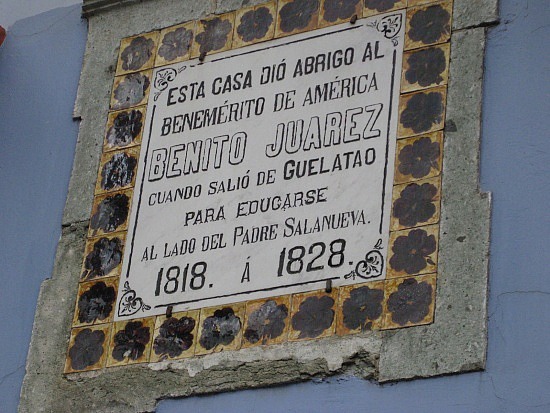 ESTA CASA DIÓ ABRIGO AL
BENEMÉRITO DE AMÉRICA
BENITO JUAREZ
CUANDO SALIÓ DE GUELATAO
PARA EDUCARSE
AL LADO DEL PADRE SALANUEVA.
1818. Á 1828.